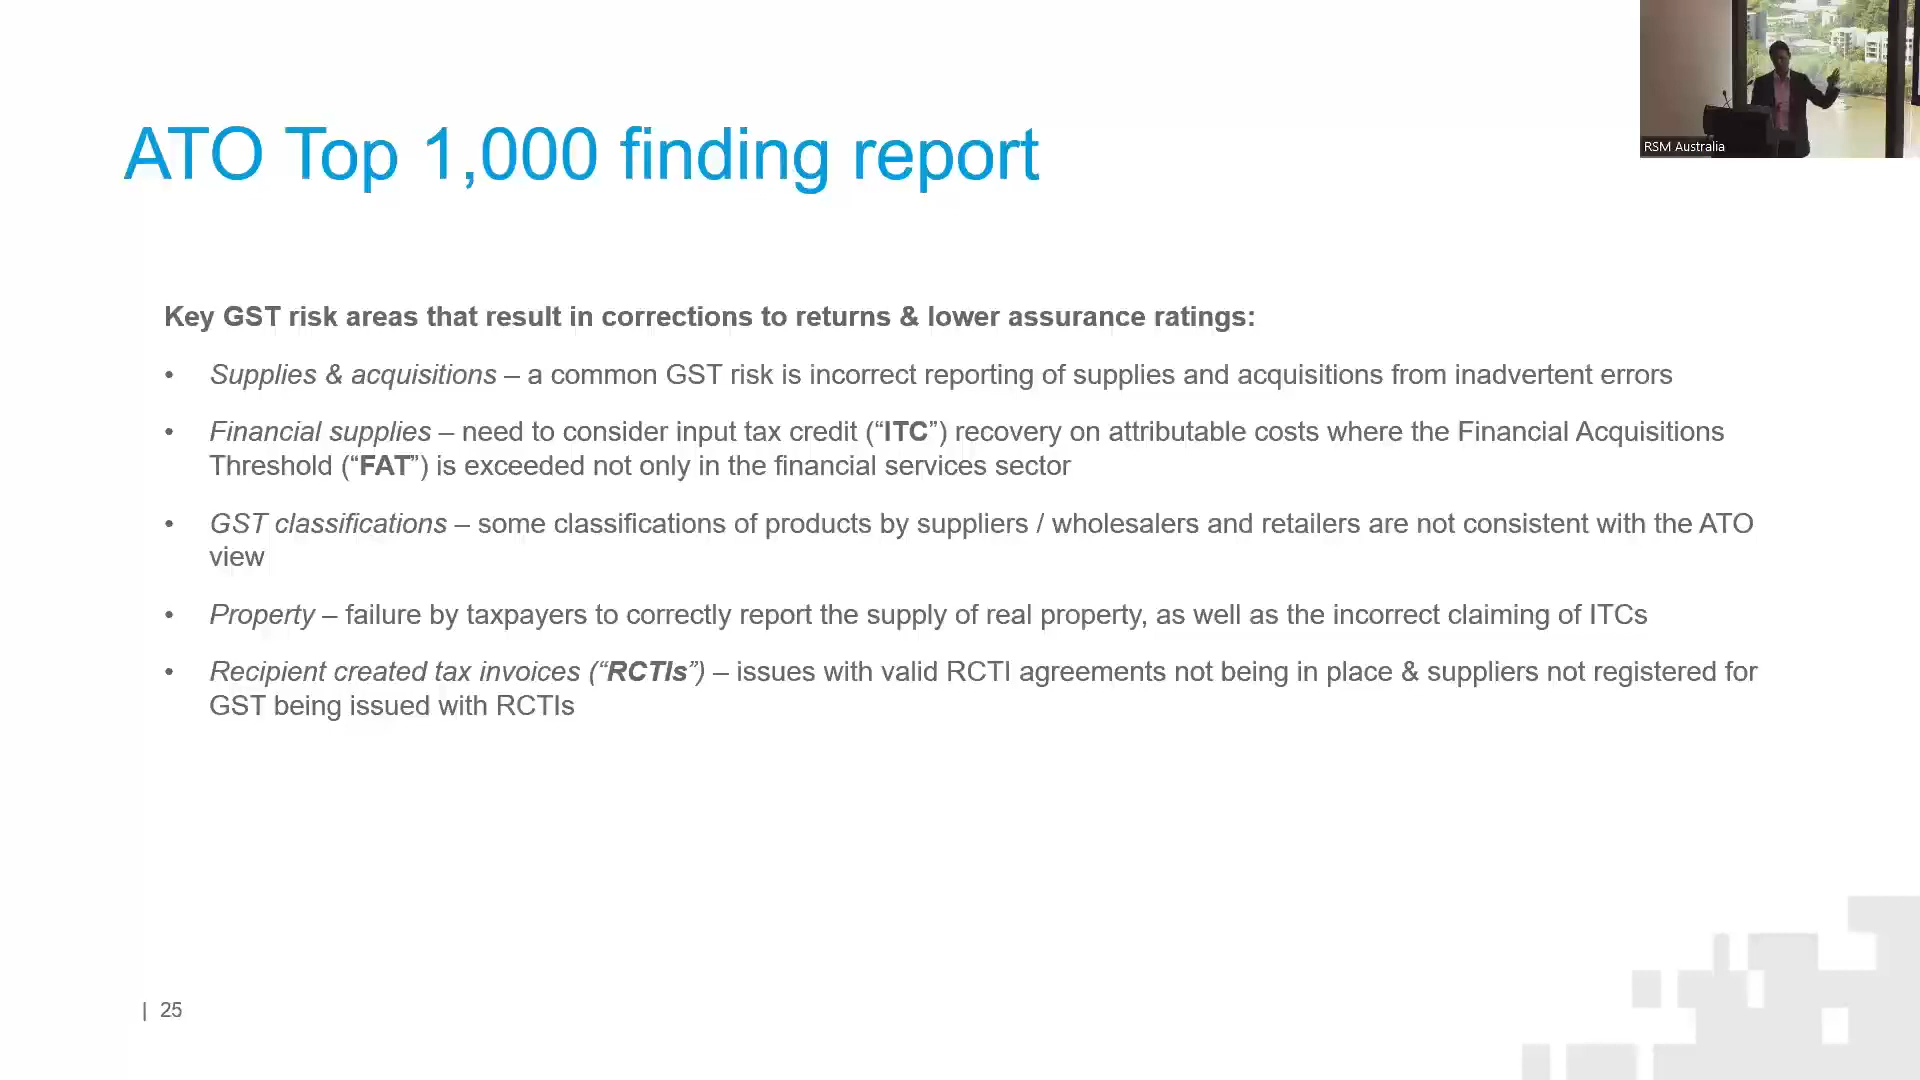 RSM Australia
ATO Top 1,000 finding report
Key GST risk areas that result in corrections to returns & lower assurance ratings:
• Supplies & acquisitions – a common GST risk is incorrect reporting of supplies and acquisitions from inadvertent errors
• Financial supplies – need to consider input tax credit (“ITC”) recovery on attributable costs where the Financial Acquisitions
Threshold (“FAT”) is exceeded not only in the financial services sector
• GST classifications – some classifications of products by suppliers / wholesalers and retailers are not consistent with the ATO
view
• Property – failure by taxpayers to correctly report the supply of real property, as well as the incorrect claiming of ITCs
• Recipient created tax invoices (“RCTIs”) – issues with valid RCTI agreements not being in place & suppliers not registered for
GST being issued with RCTIs
| 25